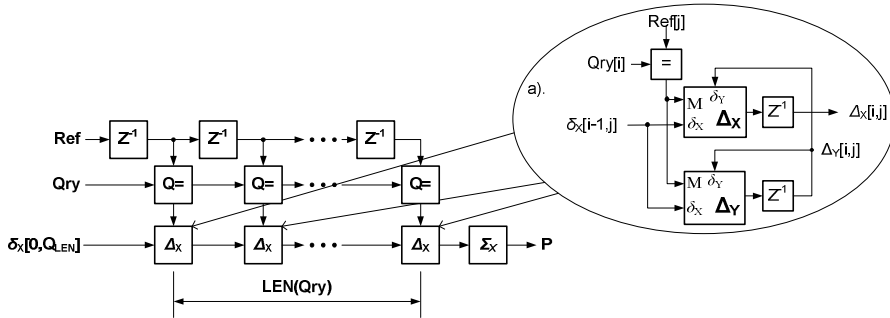 Ref[j]
Qry[i]
=
a).
M δY
δX ΔX
Z-1
ΔX[i,j]
δX[i-1,j]
ΔY[i,j]
M δY
δX ΔY
Z-1
Ref Z-1 Z-1 • • • Z-1
Qry Q= Q= • • • Q=
δX[0,QLEN] ΔX ΔX • • • ΔX ΣX P
LEN(Qry)